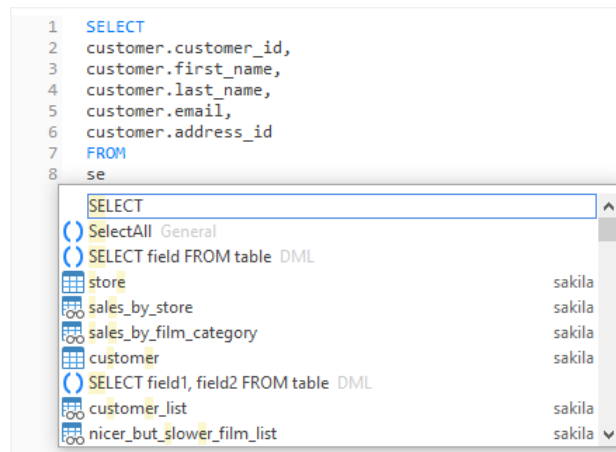 1 SELECT
2 customer.customer_id,
3 customer.first_name,
4 customer.last_name,
5 customer.email,
6 customer.address_id
7 FROM
8 se
SELECT
SelectAll General
SELECT field FROM table DML
store sakila
sales_by_store sakila
sales_by_film_category sakila
customer sakila
SELECT field1, field2 FROM table DML
customer_list sakila
nicer_but_slower_film_list sakila